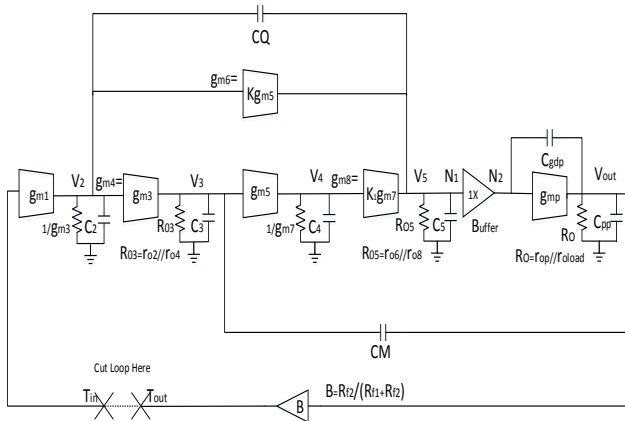 CQ
gm6=
Kgm5
gm1
V2
gm4=
gm3
V3
gm5
V4
gm8=
K1gm7
V5
N1
1X
Buffer
N2
Cgdp
gmp
Vout
1/gm3
C2
R03
C3
R03=ro2//ro4
1/gm7
C4
RO5
C5
R05=ro6//ro8
RO
Cpp
RO=rop//roload
CM
Cut Loop Here
Tin
Tout
B
B=Rf2/(Rf1+Rf2)